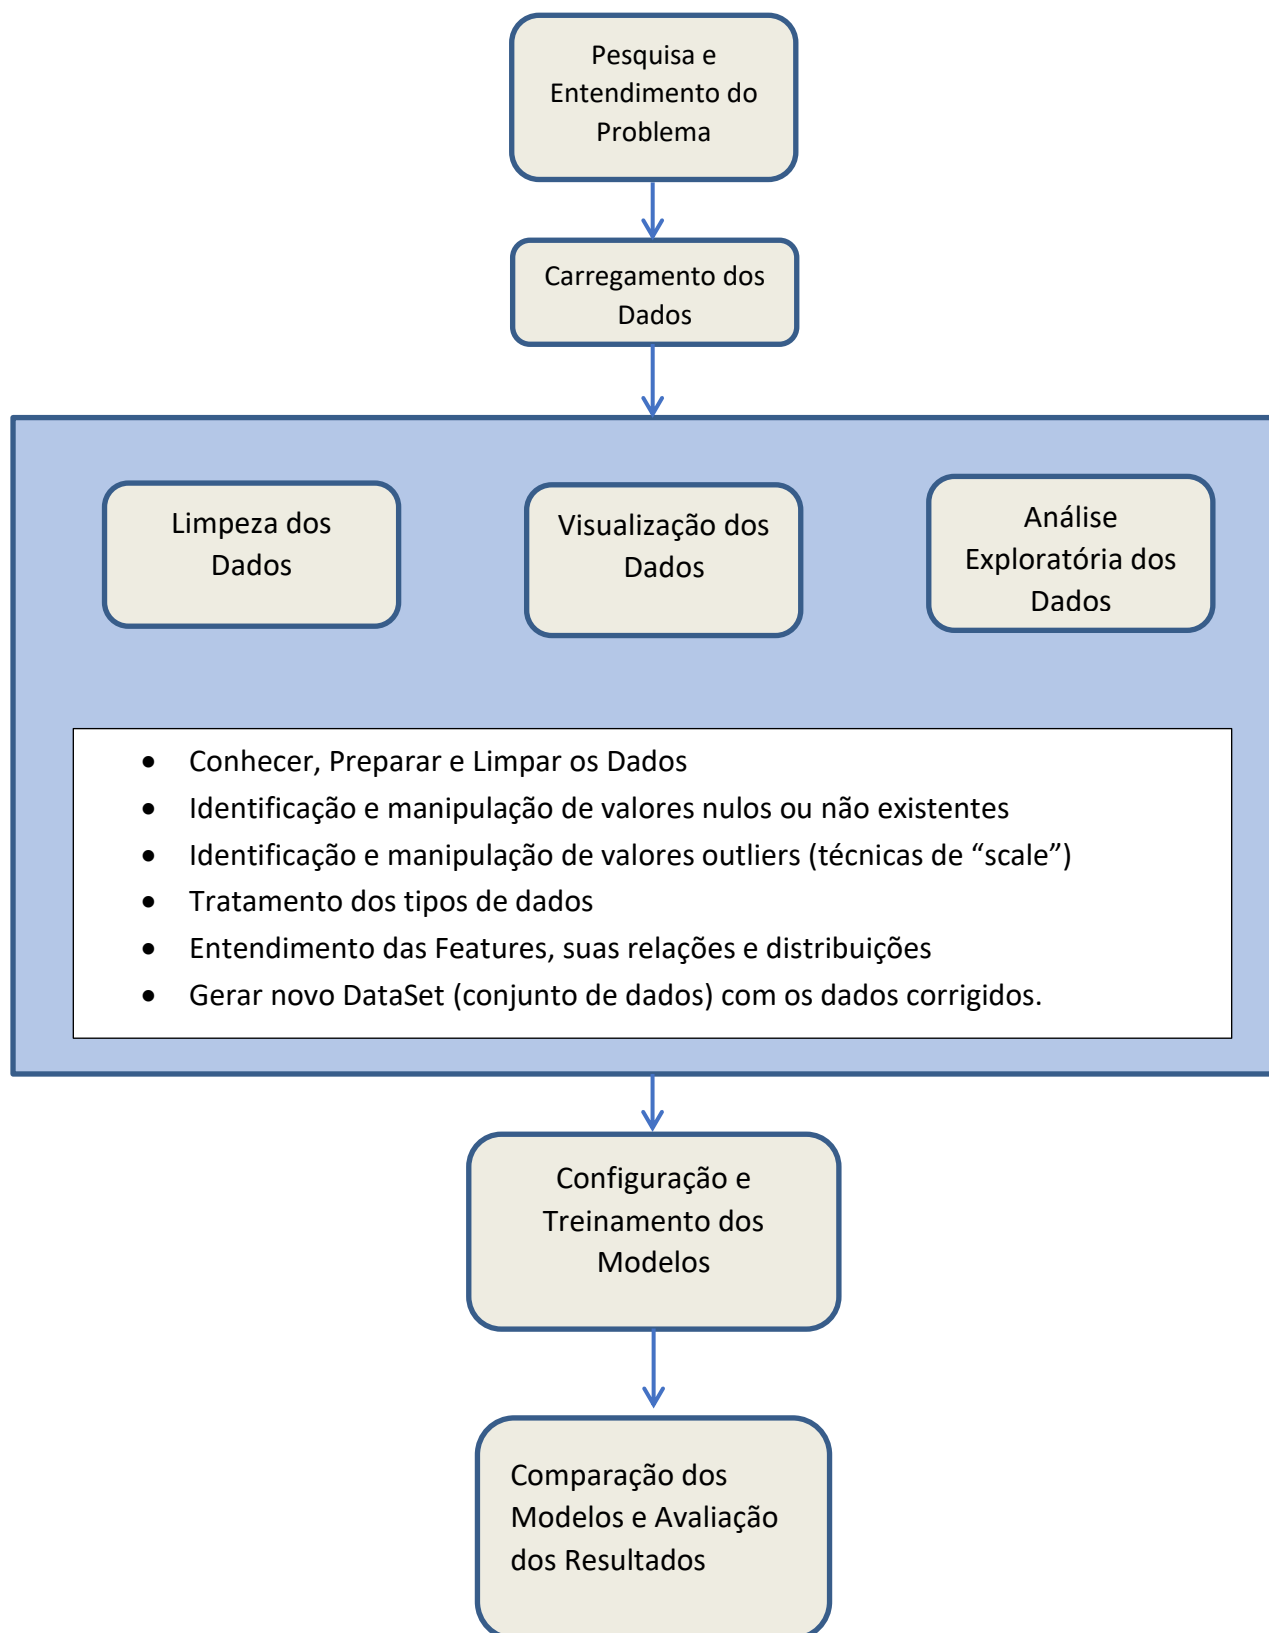 Pesquisa e
Entendimento do
Problema
Carregamento dos
Dados
Limpeza dos
Dados
Visualização dos
Dados
Análise
Exploratória dos
Dados
• Conhecer, Preparar e Limpar os Dados
• Identificação e manipulação de valores nulos ou não existentes
• Identificação e manipulação de valores outliers (técnicas de “scale”)
• Tratamento dos tipos de dados
• Entendimento das Features, suas relações e distribuições
• Gerar novo DataSet (conjunto de dados) com os dados corrigidos.
Configuração e
Treinamento dos
Modelos
Comparação dos
Modelos e Avaliação
dos Resultados